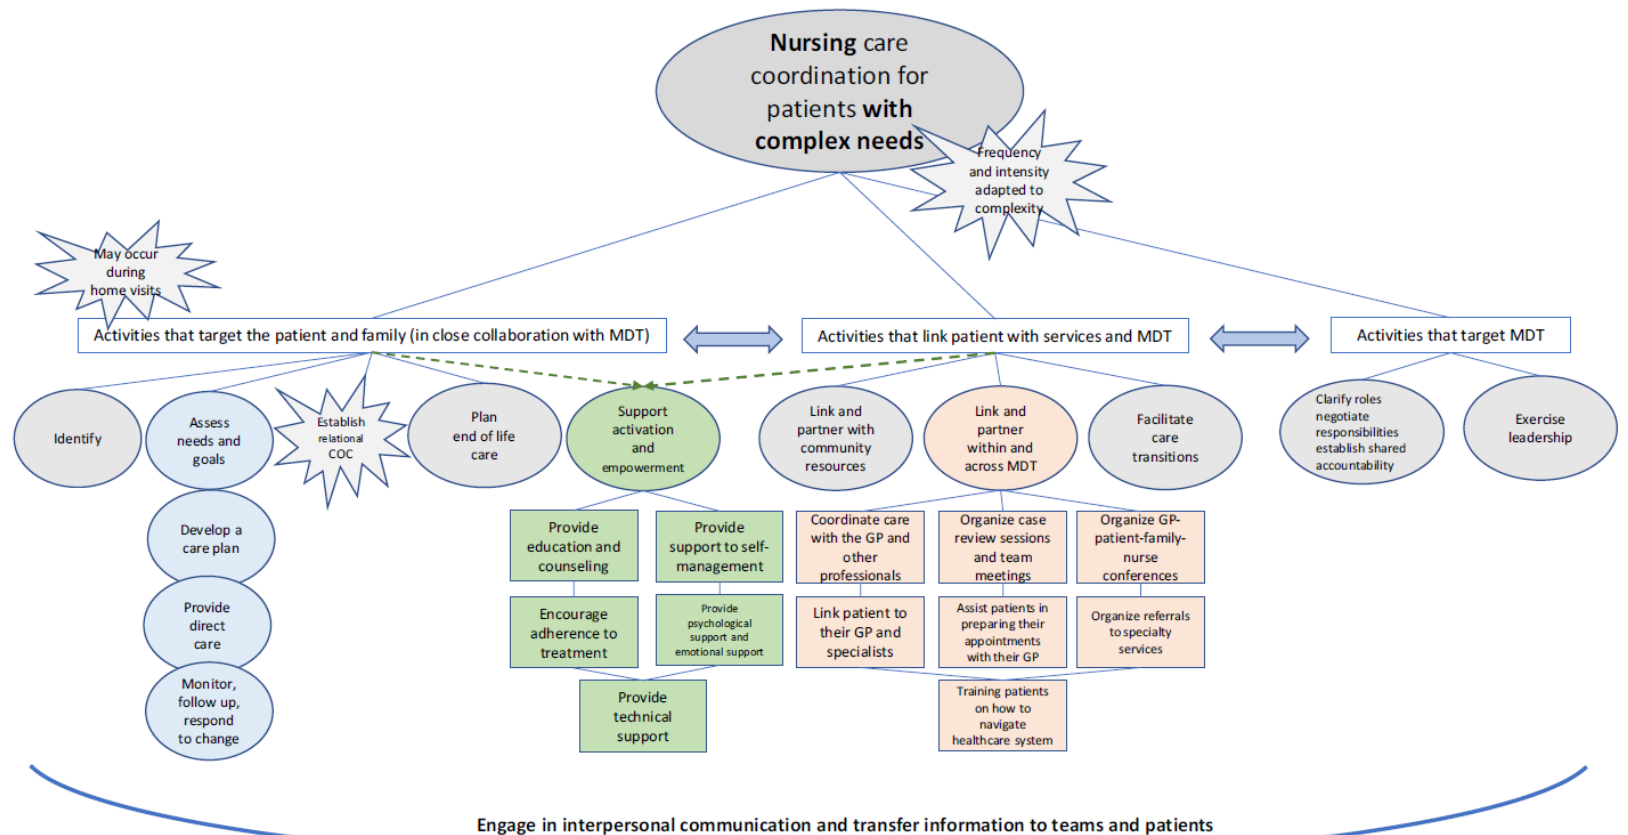 Nursing care
coordination for
patients with
complex needs
Frequency
and intensity
adapted to
complexity
May occur
during
home visits
Activities that target the patient and family (in close collaboration with MDT)
Activities that link patient with services and MDT
Activities that target MDT
Identify
Assess
needs and
goals
Establish
relational
COC
Plan
end of life
care
Support
activation
and
empowerment
Link and
partner with
community
resources
Link and
partner
within and
across MDT
Facilitate
care
transitions
Clarify roles
negotiate
responsibilities
establish shared
accountability
Exercise
leadership
Develop a
care plan
Provide
direct
care
Monitor,
follow up,
respond
to change
Provide
education and
counseling
Provide
support to self-
management
Encourage
adherence to
treatment
Provide
psychological
support and
emotional support
Provide
technical
support
Coordinate care
with the GP and
other
professionals
Organize case
review sessions
and team
meetings
Organize GP-
patient-family-
nurse
conferences
Link patient to
their GP and
specialists
Assist patients in
preparing their
appointments
with their GP
Organize referrals
to specialty
services
Training patients
on how to
navigate
healthcare system
Engage in interpersonal communication and transfer information to teams and patients